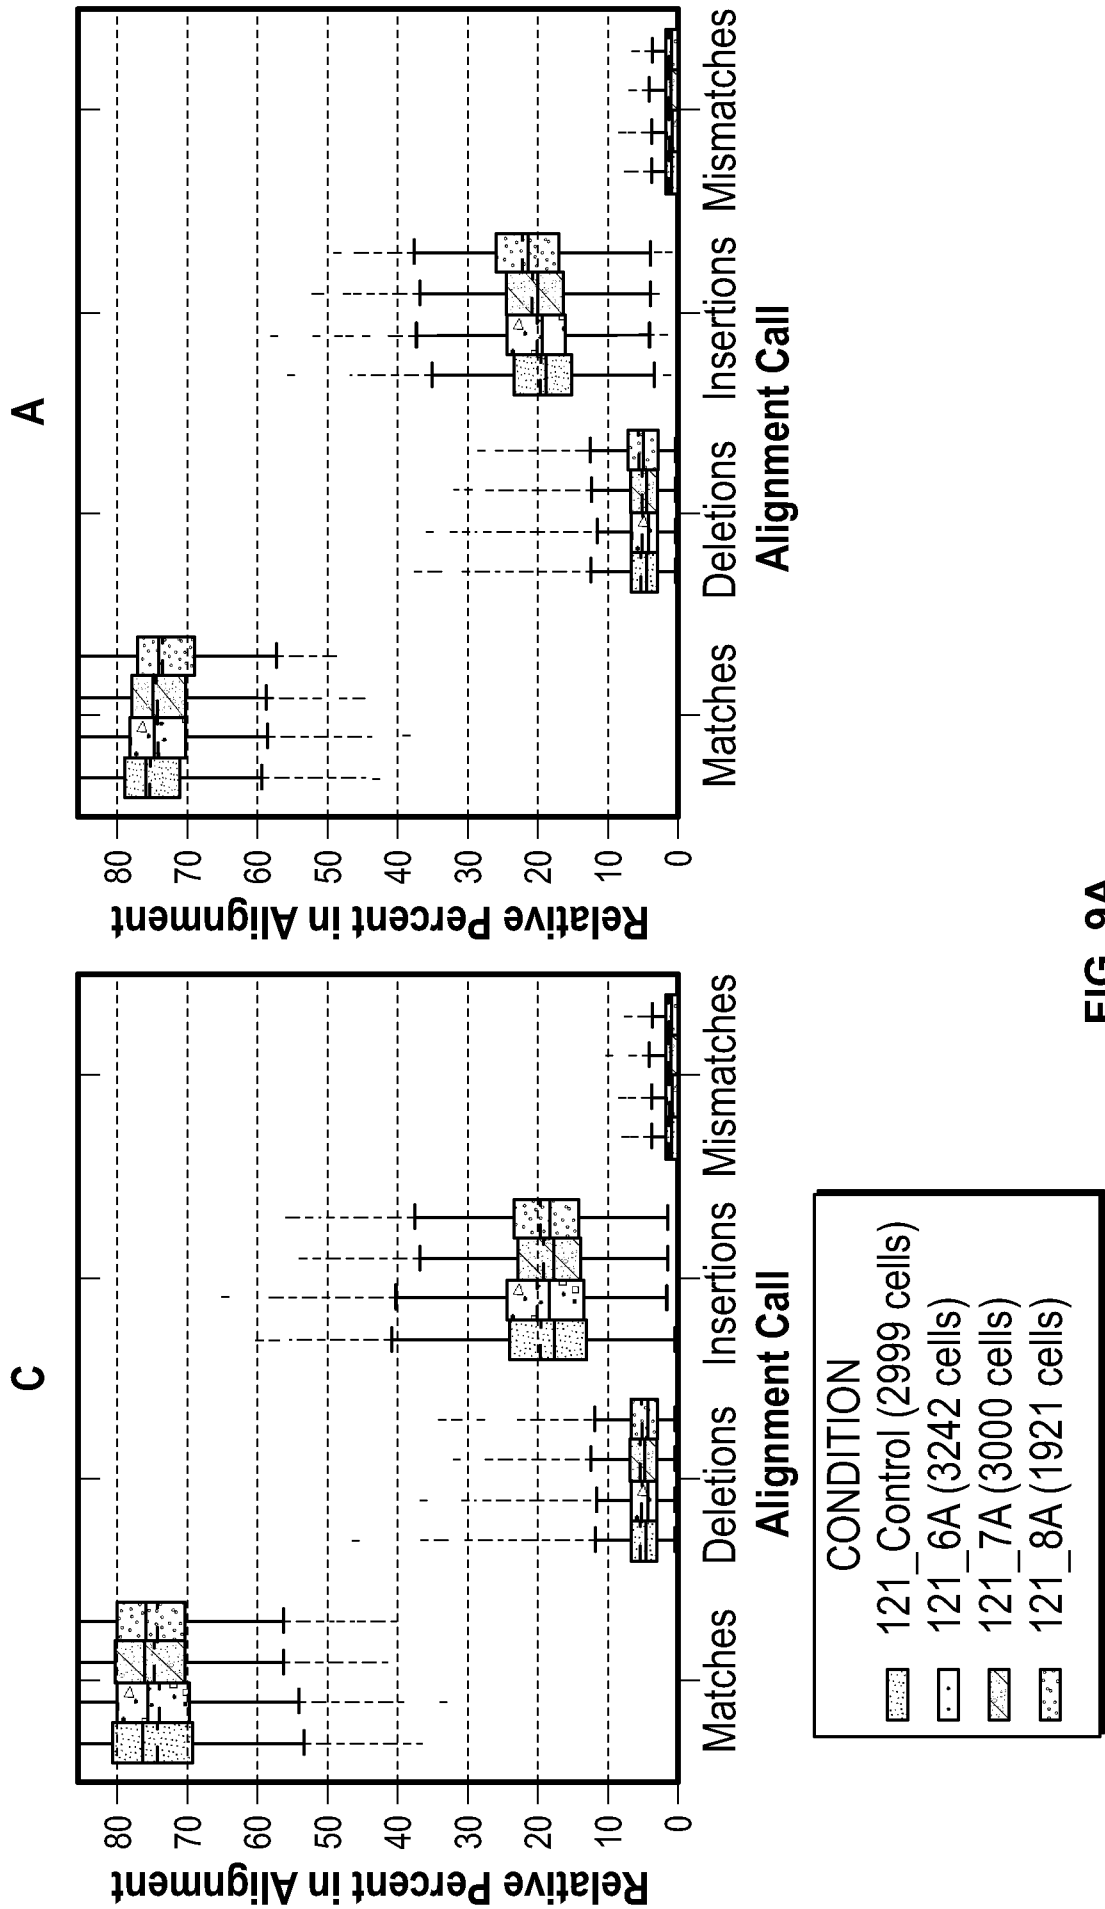 C
Relative Percent in Alignment
80
70
60
50
40
30
20
10
0
Matches Deletions Insertions Mismatches
Alignment Call
A
Relative Percent in Alignment
80
70
60
50
40
30
20
10
0
Matches Deletions Insertions Mismatches
Alignment Call
CONDITION
121_Control (2999 cells)
121_6A (3242 cells)
121_7A (3000 cells)
121_8A (1921 cells)
FIG. 9A